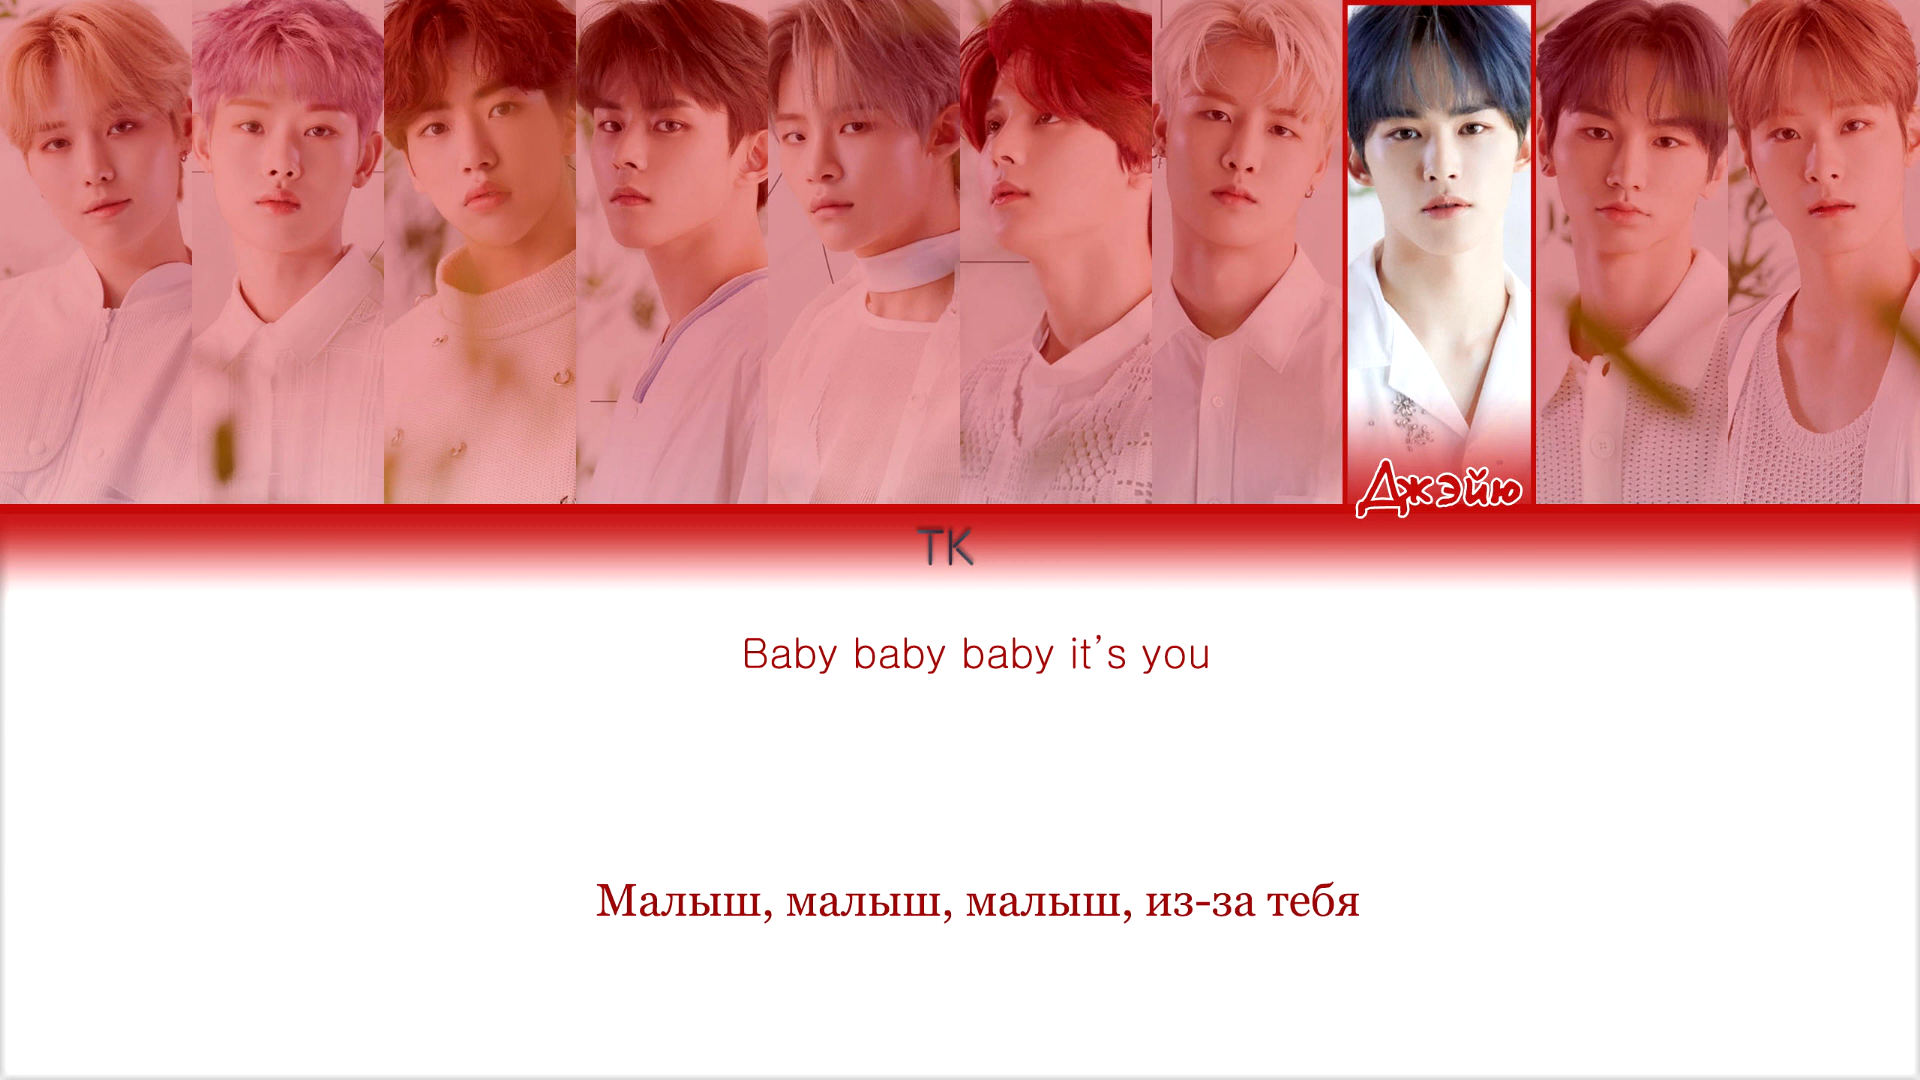 Джэйю
TK
Baby baby baby it’s you
Малыш, малыш, малыш, из-за тебя